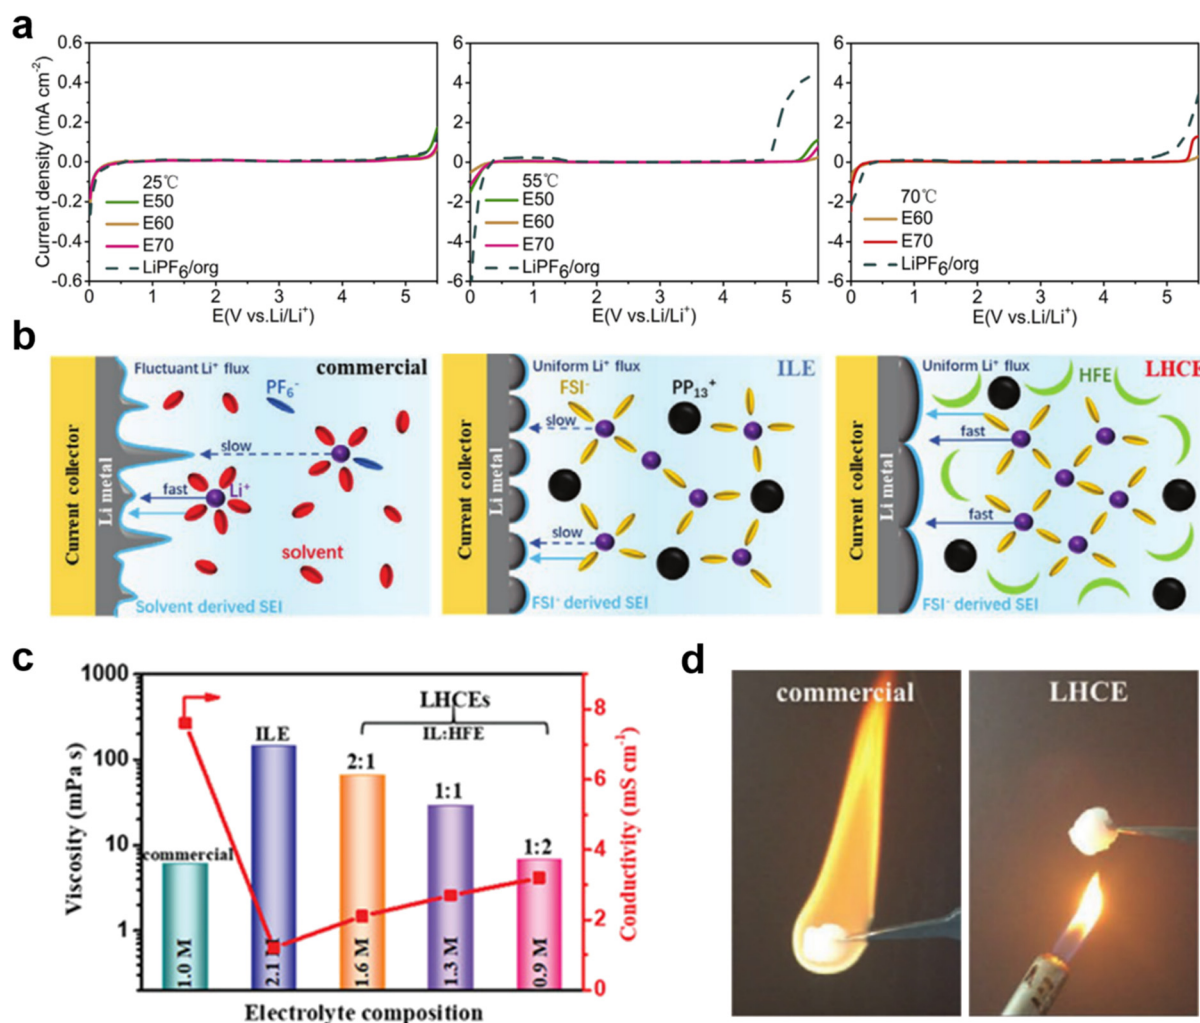 a
0.6
0.4
0.2
0.0
-0.2
-0.4
-0.6
Current density (mA cm⁻²)
25℃
E50
E60
E70
LiPF₆/org
0 1 2 3 4 5
E(V vs.Li/Li⁺)
6
4
2
0
-2
-4
-6
55℃
E50
E60
E70
LiPF₆/org
0 1 2 3 4 5
E(V vs.Li/Li⁺)
6
4
2
0
-2
-4
-6
70℃
E60
E70
LiPF₆/org
0 1 2 3 4 5
E(V vs.Li/Li⁺)
b
Current collector
Li metal
Fluctuant Li⁺ flux
commercial
PF₆⁻
slow
fast
Li⁺
solvent
Solvent derived SEI
Current collector
Li metal
Uniform Li⁺ flux
ILE
FSI⁻
PP₁₃⁺
slow
slow
FSI⁻ derived SEI
Current collector
Li metal
Uniform Li⁺ flux
LHCE
HFE
fast
fast
FSI⁻ derived SEI
c
1000
100
10
1
Viscosity (mPa s)
LHCEs
IL:HFE
ILE
2:1
1:1
1:2
commercial
1.0 M
2.1 M
1.6 M
1.3 M
0.9 M
8
6
4
2
0
Conductivity (mS cm⁻¹)
Electrolyte composition
d
commercial
LHCE